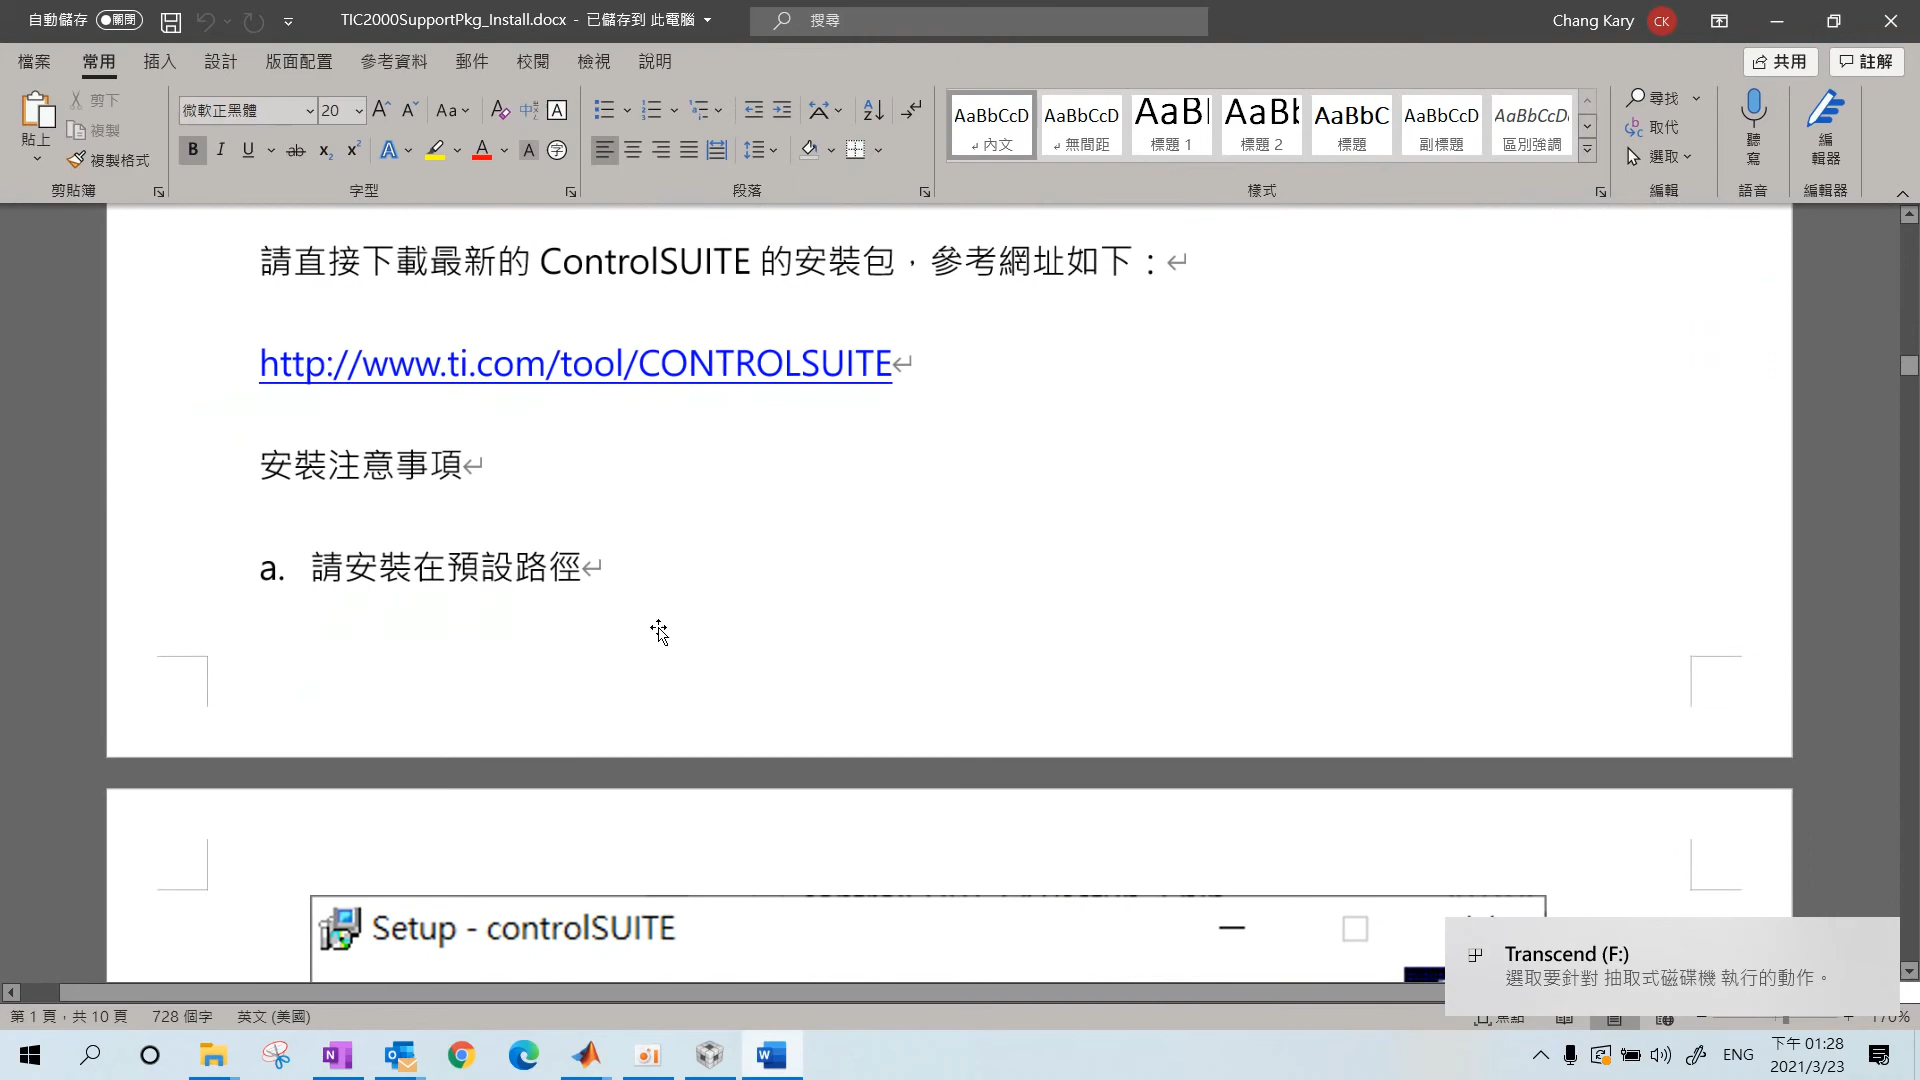 自動儲存 關閉 TIC2000SupportPkg_Install.docx - 已儲存到 此電腦 搜尋 Chang Kary CK
檔案 常用 插入 設計 版面配置 參考資料 郵件 校閱 檢視 說明 共用 註解
貼上 剪下 複製 複製格式 剪貼簿
微軟正黑體 20 Aa A
B I U ab x₂ x² A A A 字
字型 段落
AaBbCcD AaBbCcD AaBl AaBb AaBbC AaBbCcD AaBbCcDı
內文 無間距 標題 1 標題 2 標題 副標題 區別強調
樣式
尋找 取代 選取 編輯
聽寫 語音
編輯器 編輯器
請直接下載最新的 ControlSUITE 的安裝包，參考網址如下：
http://www.ti.com/tool/CONTROLSUITE
安裝注意事項
a. 請安裝在預設路徑
Setup - controlSUITE
Transcend (F:)
選取要針對 抽取式磁碟機 執行的動作。
第 1 頁，共 10 頁 728 個字 英文 (美國) 170%
ENG 下午 01:28
2021/3/23